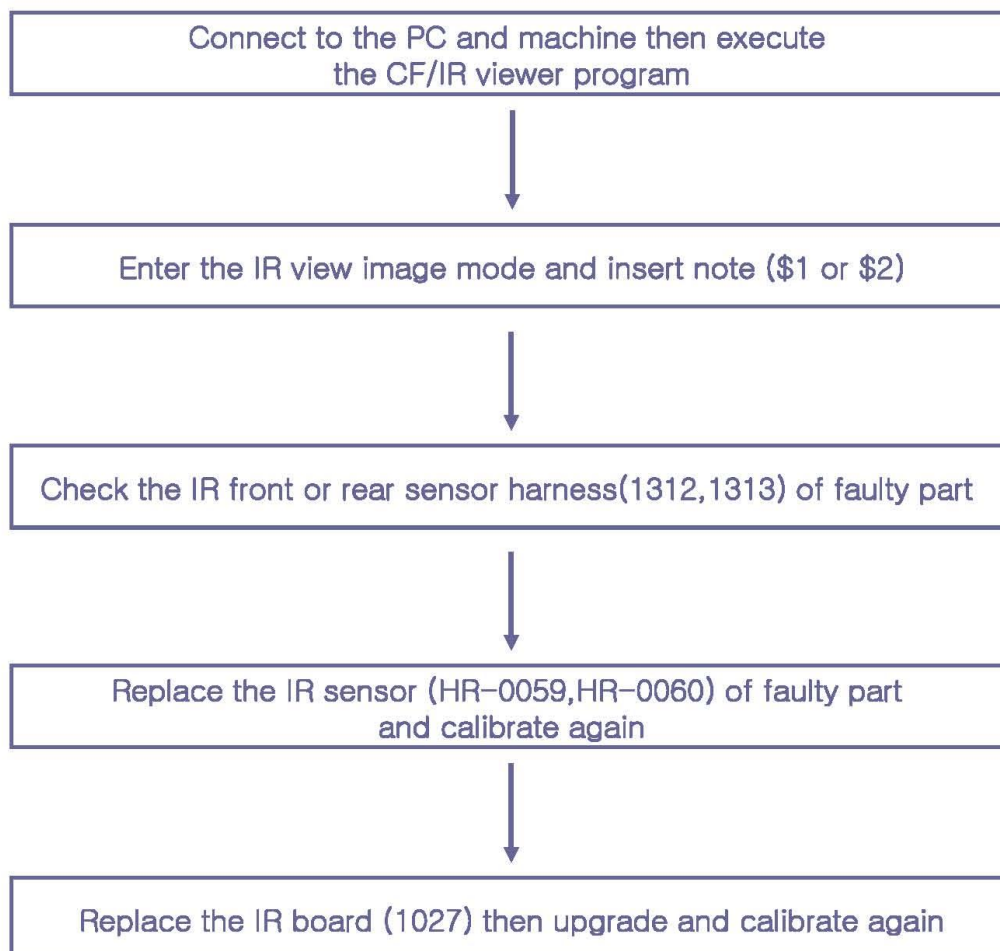 Connect to the PC and machine then execute
the CF/IR viewer program
Enter the IR view image mode and insert note ($1 or $2)
Check the IR front or rear sensor harness(1312,1313) of faulty part
Replace the IR sensor (HR-0059,HR-0060) of faulty part
and calibrate again
Replace the IR board (1027) then upgrade and calibrate again